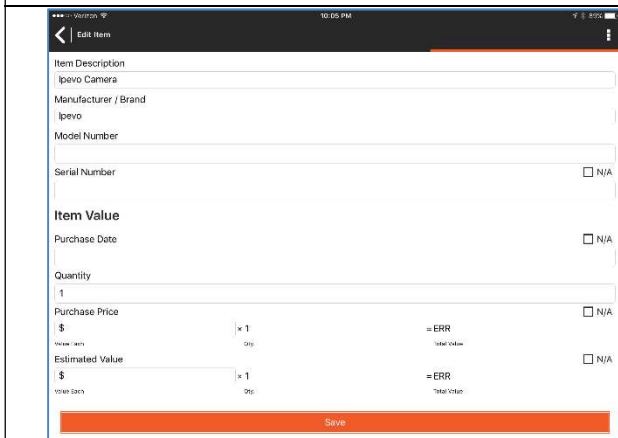 Verizon
10:05 PM
89%
Edit Item
Item Description
Ipevo Camera
Manufacturer / Brand
Ipevo
Model Number
Serial Number
N/A
Item Value
Purchase Date
N/A
Quantity
1
Purchase Price
N/A
$ × 1 = ERR
Value Each Qty. Total Value
Estimated Value
N/A
$ × 1 = ERR
Value Each Qty. Total Value
Save